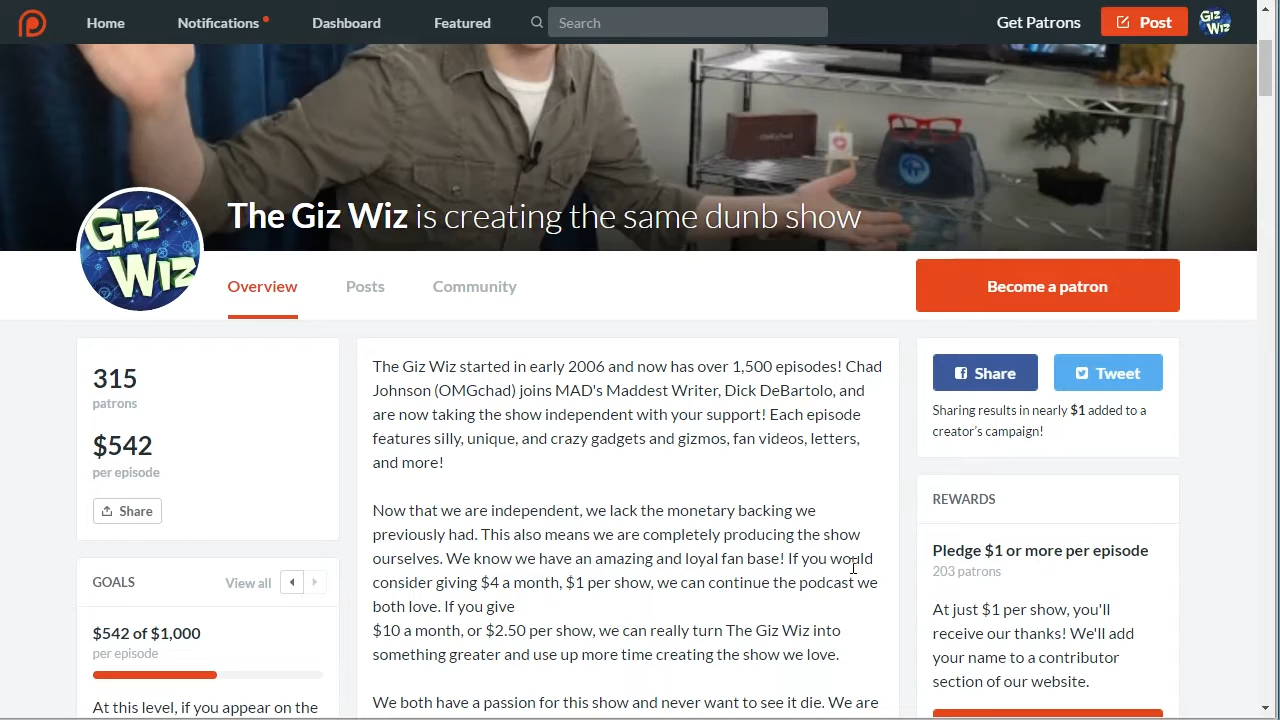 Home Notifications Dashboard Featured Search Get Patrons Post GIZ WIZ
The Giz Wiz is creating the same dunb show
GIZ
WIZ
Overview Posts Community Become a patron
315
patrons
$542
per episode
Share
GOALS View all
$542 of $1,000
per episode
At this level, if you appear on the
The Giz Wiz started in early 2006 and now has over 1,500 episodes! Chad
Johnson (OMGchad) joins MAD's Maddest Writer, Dick DeBartolo, and
are now taking the show independent with your support! Each episode
features silly, unique, and crazy gadgets and gizmos, fan videos, letters,
and more!
Now that we are independent, we lack the monetary backing we
previously had. This also means we are completely producing the show
ourselves. We know we have an amazing and loyal fan base! If you would
consider giving $4 a month, $1 per show, we can continue the podcast we
both love. If you give
$10 a month, or $2.50 per show, we can really turn The Giz Wiz into
something greater and use up more time creating the show we love.
We both have a passion for this show and never want to see it die. We are
Share Tweet
Sharing results in nearly $1 added to a
creator's campaign!
REWARDS
Pledge $1 or more per episode
203 patrons
At just $1 per show, you'll
receive our thanks! We'll add
your name to a contributor
section of our website.